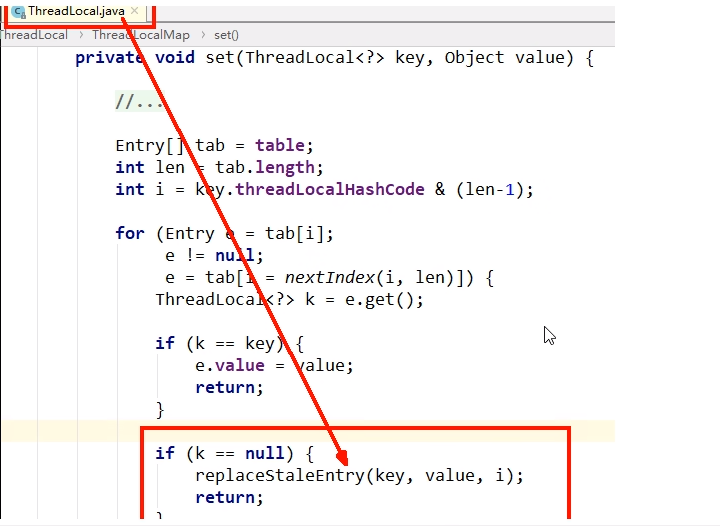 ThreadLocal.java
ThreadLocal > ThreadLocalMap > set()
private void set(ThreadLocal<?> key, Object value) {
//...
Entry[] tab = table;
int len = tab.length;
int i = key.threadLocalHashCode & (len-1);
for (Entry e = tab[i];
e != null;
e = tab[i = nextIndex(i, len)]) {
ThreadLocal<?> k = e.get();
if (k == key) {
e.value = value;
return;
}
if (k == null) {
replaceStaleEntry(key, value, i);
return;
}